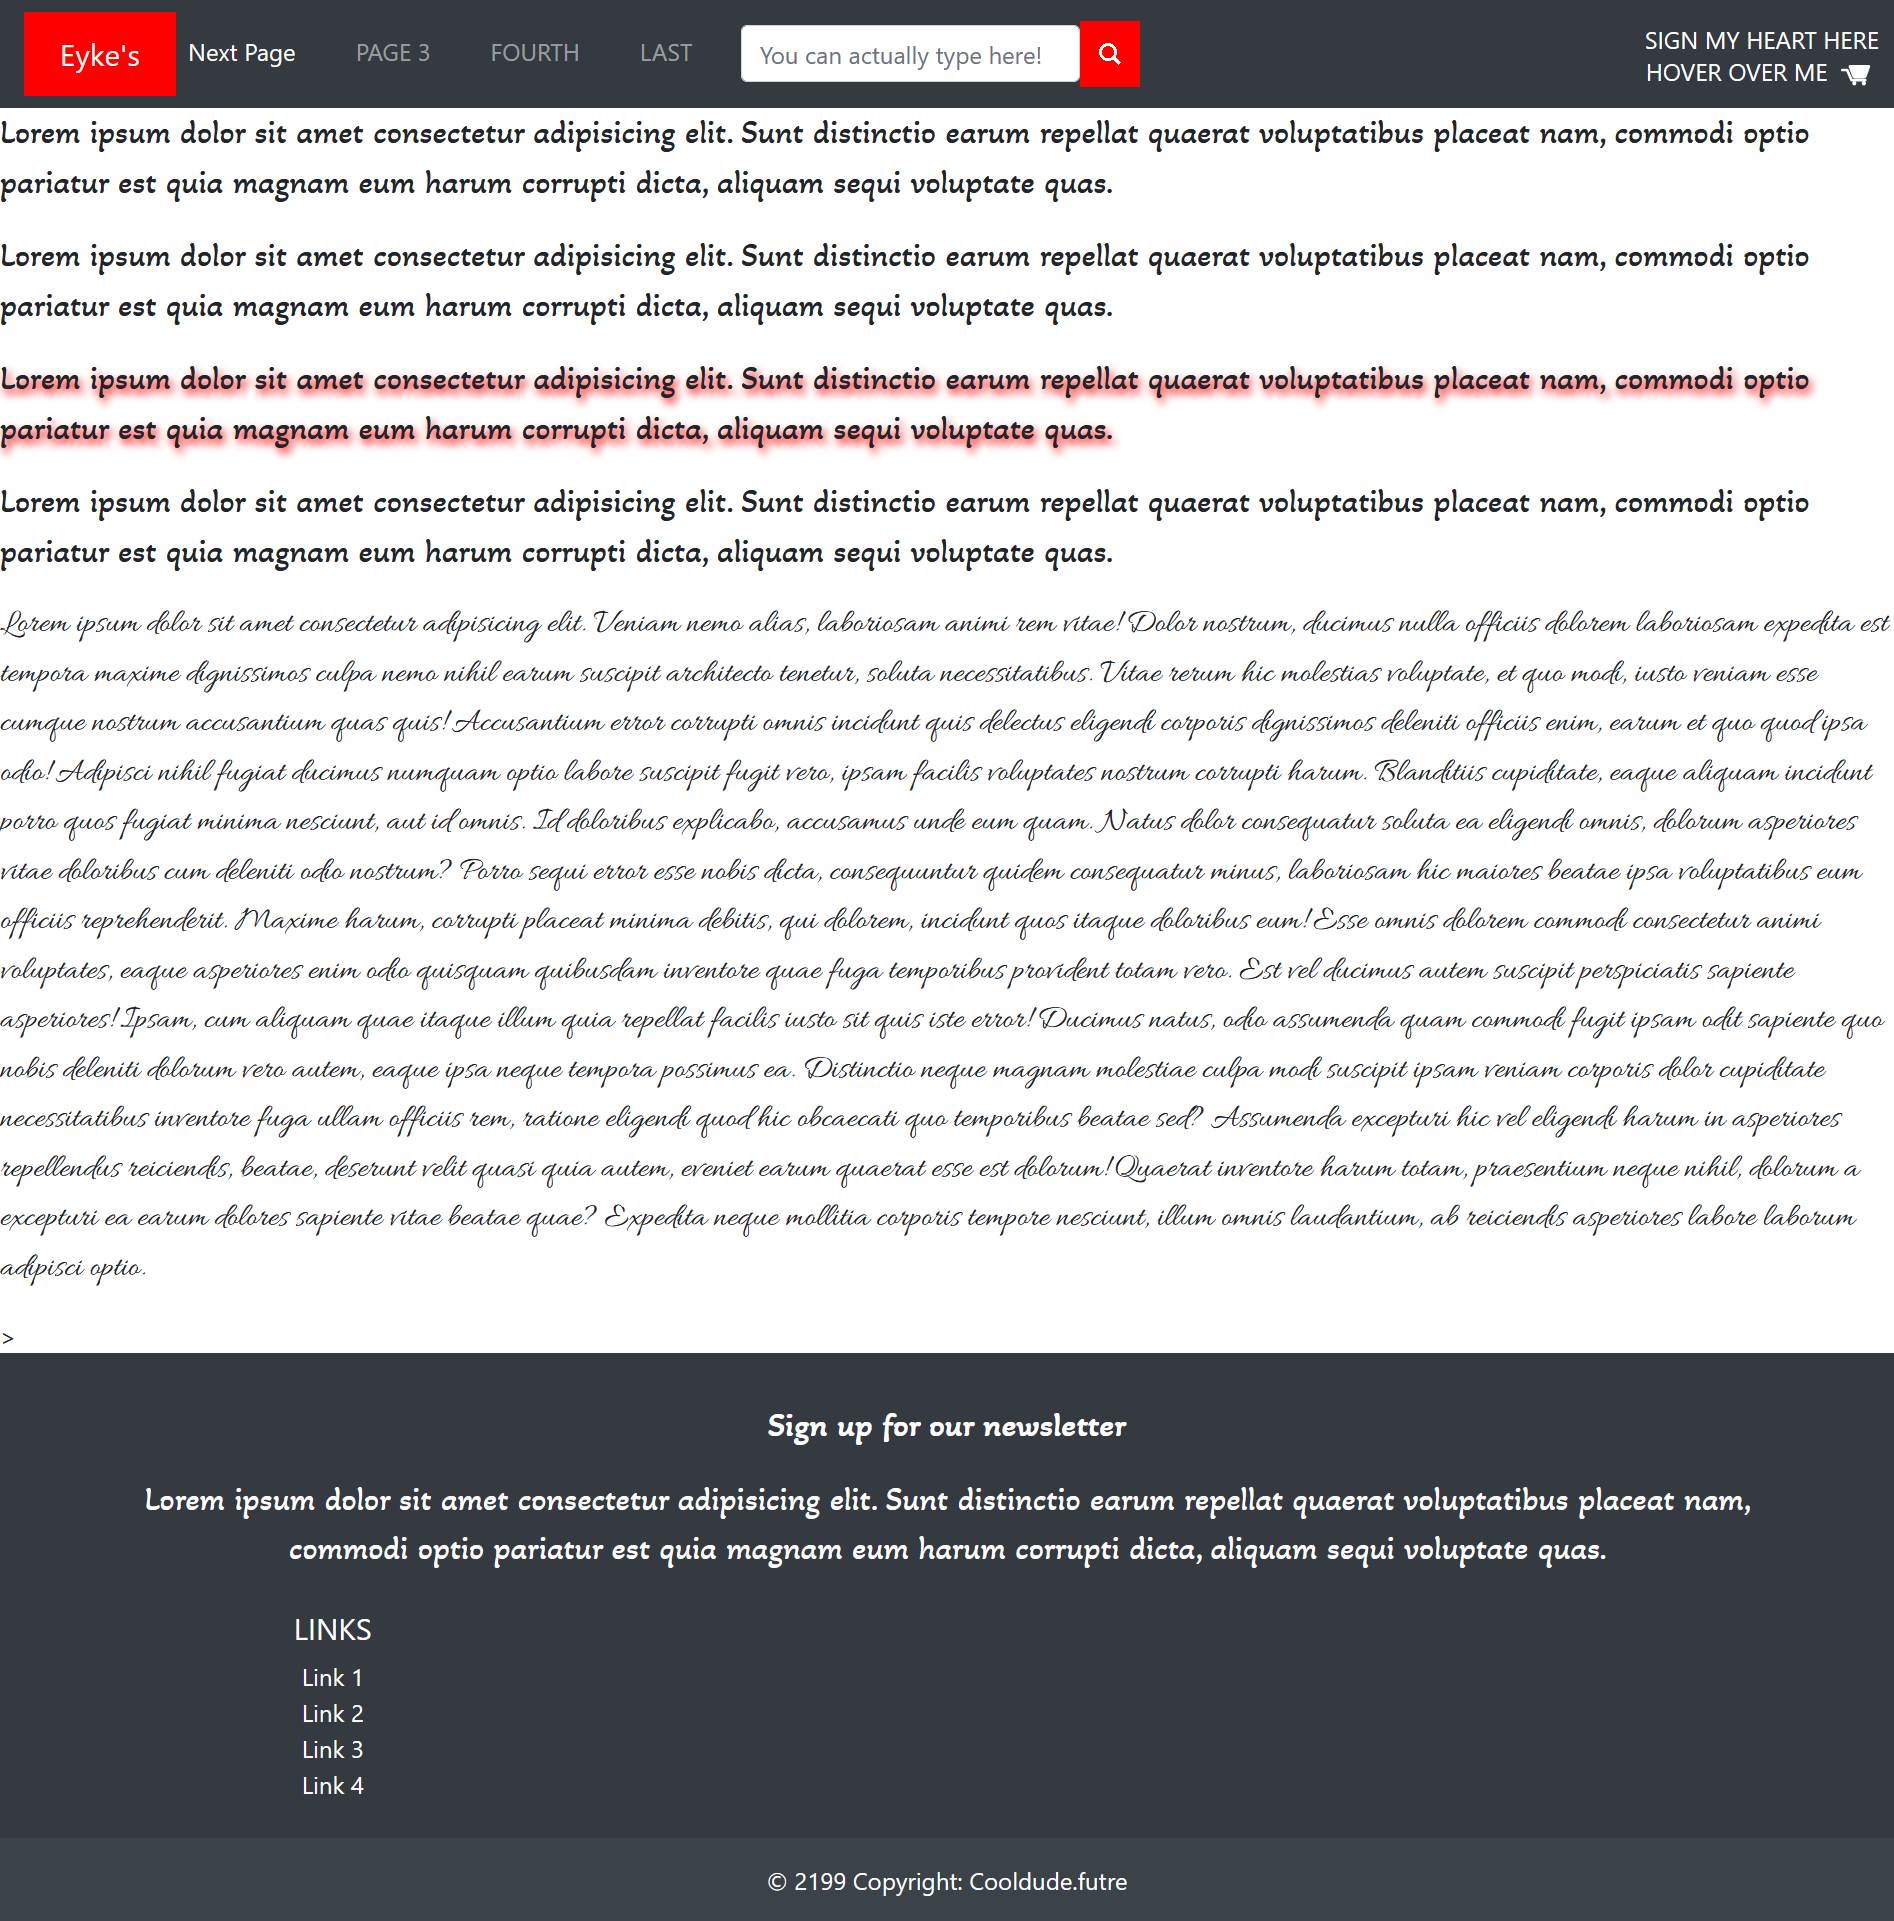 Eyke's Next Page PAGE 3 FOURTH LAST You can actually type here! SIGN MY HEART HERE
HOVER OVER ME
Lorem ipsum dolor sit amet consectetur adipisicing elit. Sunt distinctio earum repellat quaerat voluptatibus placeat nam, commodi optio
pariatur est quia magnam eum harum corrupti dicta, aliquam sequi voluptate quas.
Lorem ipsum dolor sit amet consectetur adipisicing elit. Sunt distinctio earum repellat quaerat voluptatibus placeat nam, commodi optio
pariatur est quia magnam eum harum corrupti dicta, aliquam sequi voluptate quas.
Lorem ipsum dolor sit amet consectetur adipisicing elit. Sunt distinctio earum repellat quaerat voluptatibus placeat nam, commodi optio
pariatur est quia magnam eum harum corrupti dicta, aliquam sequi voluptate quas.
Lorem ipsum dolor sit amet consectetur adipisicing elit. Sunt distinctio earum repellat quaerat voluptatibus placeat nam, commodi optio
pariatur est quia magnam eum harum corrupti dicta, aliquam sequi voluptate quas.
Lorem ipsum dolor sit amet consectetur adipisicing elit. Veniam nemo alias, laboriosam animi rem vitae! Dolor nostrum, ducimus nulla officiis dolorem laboriosam expedita est
tempora maxime dignissimos culpa nemo nihil earum suscipit architecto tenetur, soluta necessitatibus. Vitae rerum hic molestias voluptate, et quo modi, iusto veniam esse
cumque nostrum accusantium quas quis! Accusantium error corrupti omnis incidunt quis delectus eligendi corporis dignissimos deleniti officiis enim, earum et quo quod ipsa
odio! Adipisci nihil fugiat ducimus numquam optio labore suscipit fugit vero, ipsam facilis voluptates nostrum corrupti harum. Blanditiis cupiditate, eaque aliquam incidunt
porro quos fugiat minima nesciunt, aut id omnis. Id doloribus explicabo, accusamus unde eum quam. Natus dolor consequatur soluta ea eligendi omnis, dolorum asperiores
vitae doloribus cum deleniti odio nostrum? Porro sequi error esse nobis dicta, consequuntur quidem consequatur minus, laboriosam hic maiores beatae ipsa voluptatibus eum
officiis reprehenderit. Maxime harum, corrupti placeat minima debitis, qui dolorem, incidunt quos itaque doloribus eum! Esse omnis dolorem commodi consectetur animi
voluptates, eaque asperiores enim odio quisquam quibusdam inventore quae fuga temporibus provident totam vero. Est vel ducimus autem suscipit perspiciatis sapiente
asperiores! Ipsam, cum aliquam quae itaque illum quia repellat facilis iusto sit quis iste error! Ducimus natus, odio assumenda quam commodi fugit ipsam odit sapiente quo
nobis deleniti dolorum vero autem, eaque ipsa neque tempora possimus ea. Distinctio neque magnam molestiae culpa modi suscipit ipsam veniam corporis dolor cupiditate
necessitatibus inventore fuga ullam officiis rem, ratione eligendi quod hic obcaecati quo temporibus beatae sed? Assumenda excepturi hic vel eligendi harum in asperiores
repellendus reiciendis, beatae, deserunt velit quasi quia autem, eveniet earum quaerat esse est dolorum! Quaerat inventore harum totam, praesentium neque nihil, dolorum a
excepturi ea earum dolores sapiente vitae beatae quae? Expedita neque mollitia corporis tempore nesciunt, illum omnis laudantium, ab reiciendis asperiores labore laborum
adipisci optio.
>
Sign up for our newsletter
Lorem ipsum dolor sit amet consectetur adipisicing elit. Sunt distinctio earum repellat quaerat voluptatibus placeat nam,
commodi optio pariatur est quia magnam eum harum corrupti dicta, aliquam sequi voluptate quas.
LINKS
Link 1
Link 2
Link 3
Link 4
© 2199 Copyright: Cooldude.futre